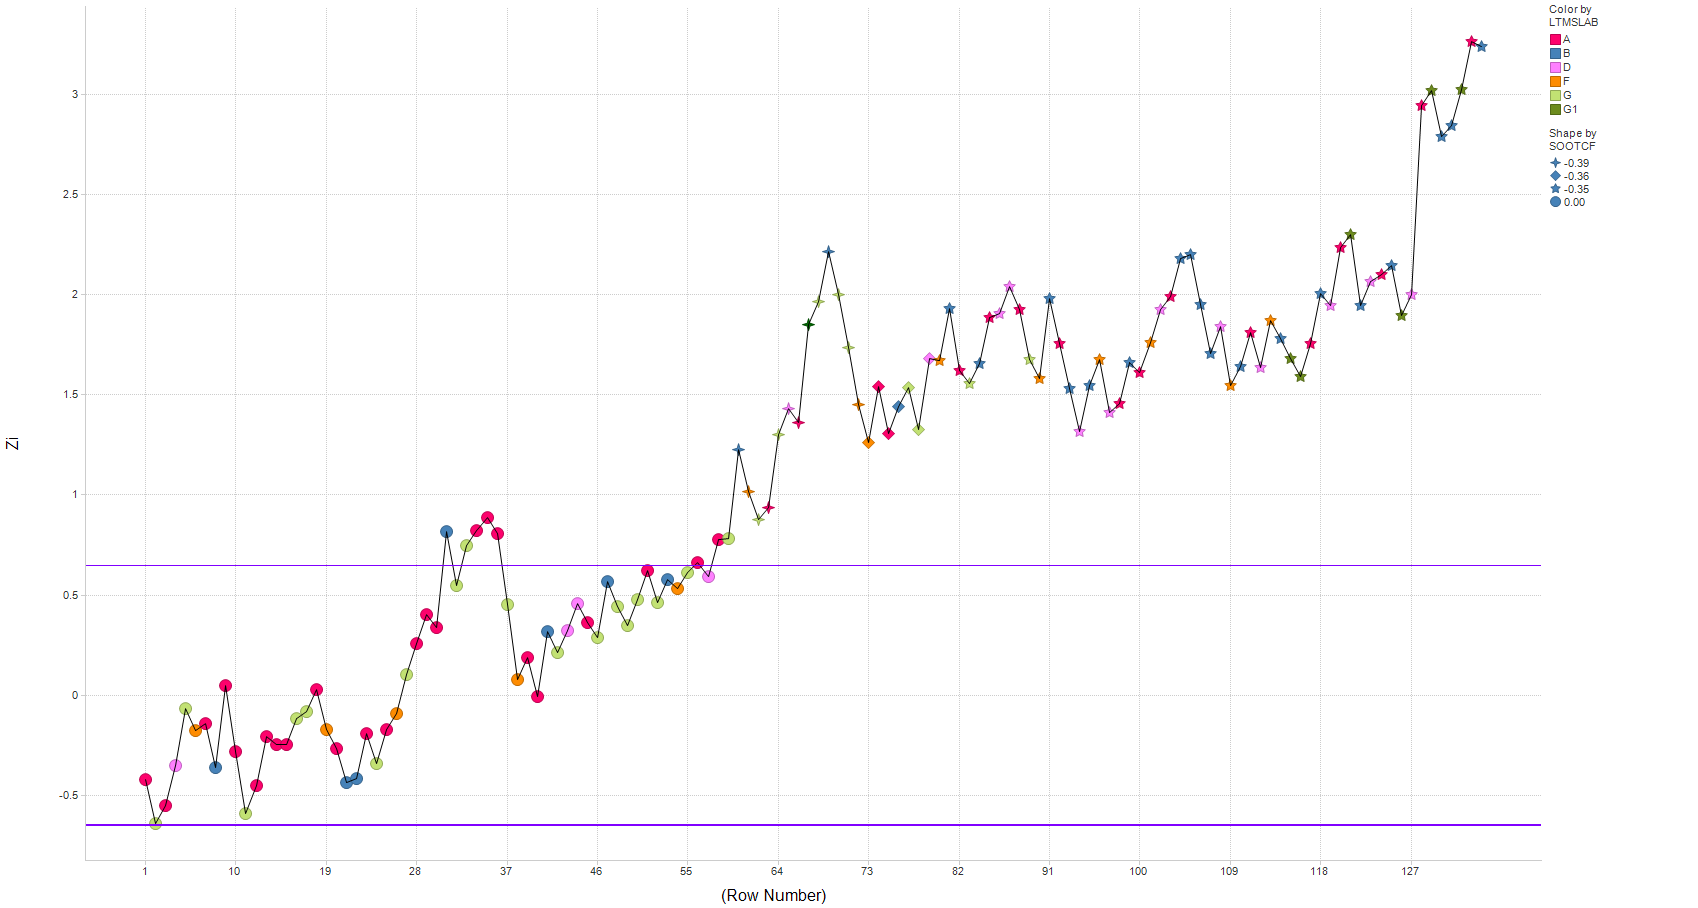 Color by
LTMSLAB
A
B
D
F
G
G1
Shape by
SOOTCF
-0.39
-0.36
-0.35
0.00
3
2.5
2
1.5
1
0.5
0
-0.5
Zi
1 10 19 28 37 46 55 64 73 82 91 100 109 118 127
(Row Number)